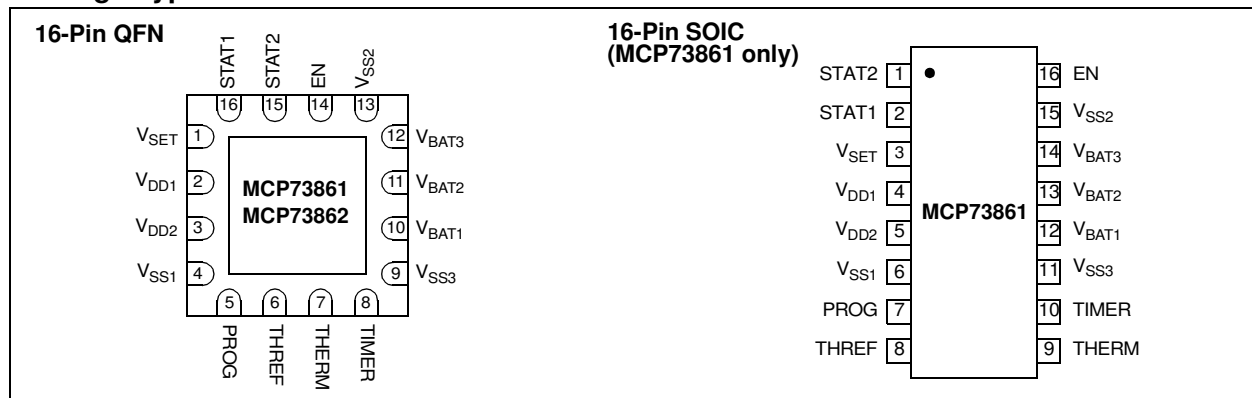 16-Pin QFN
STAT1
STAT2
EN
VSS2
16
15
14
13
VSET 1
VDD1 2
VDD2 3
VSS1 4
12 VBAT3
11 VBAT2
10 VBAT1
9 VSS3
MCP73861
MCP73862
5
6
7
8
PROG
THREF
THERM
TIMER
16-Pin SOIC
(MCP73861 only)
STAT2 1
STAT1 2
VSET 3
VDD1 4
VDD2 5
VSS1 6
PROG 7
THREF 8
MCP73861
16 EN
15 VSS2
14 VBAT3
13 VBAT2
12 VBAT1
11 VSS3
10 TIMER
9 THERM